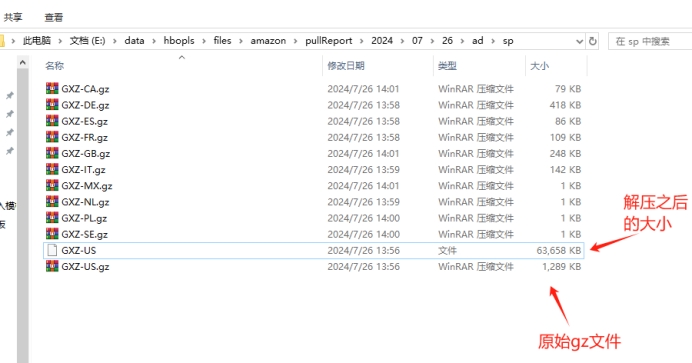 共享 查看
此电脑 › 文档 (E:) › data › hbopls › files › amazon › pullReport › 2024 › 07 › 26 › ad › sp 在 sp 中搜索
名称 修改日期 类型 大小
GXZ-CA.gz 2024/7/26 14:01 WinRAR 压缩文件 79 KB
GXZ-DE.gz 2024/7/26 13:58 WinRAR 压缩文件 418 KB
GXZ-ES.gz 2024/7/26 13:58 WinRAR 压缩文件 86 KB
GXZ-FR.gz 2024/7/26 13:58 WinRAR 压缩文件 109 KB
GXZ-GB.gz 2024/7/26 14:01 WinRAR 压缩文件 248 KB
GXZ-IT.gz 2024/7/26 13:59 WinRAR 压缩文件 142 KB
GXZ-MX.gz 2024/7/26 14:01 WinRAR 压缩文件 1 KB
GXZ-NL.gz 2024/7/26 13:59 WinRAR 压缩文件 1 KB
GXZ-PL.gz 2024/7/26 14:00 WinRAR 压缩文件 1 KB
GXZ-SE.gz 2024/7/26 14:00 WinRAR 压缩文件 1 KB
GXZ-US 2024/7/26 13:56 文件 63,658 KB
GXZ-US.gz 2024/7/26 13:56 WinRAR 压缩文件 1,289 KB
解压之后
的大小
原始gz文件